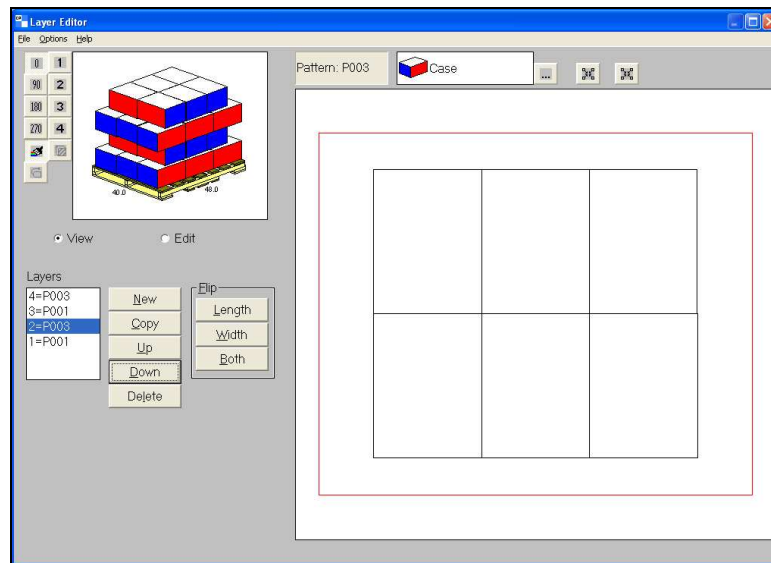 Layer Editor
File Options Help
0 1
90 2
180 3
270 4
Pattern: P003
Case
...
40.0 48.0
View Edit
Layers
4=P003
3=P001
2=P003
1=P001
New
Copy
Up
Down
Delete
Flip
Length
Width
Both